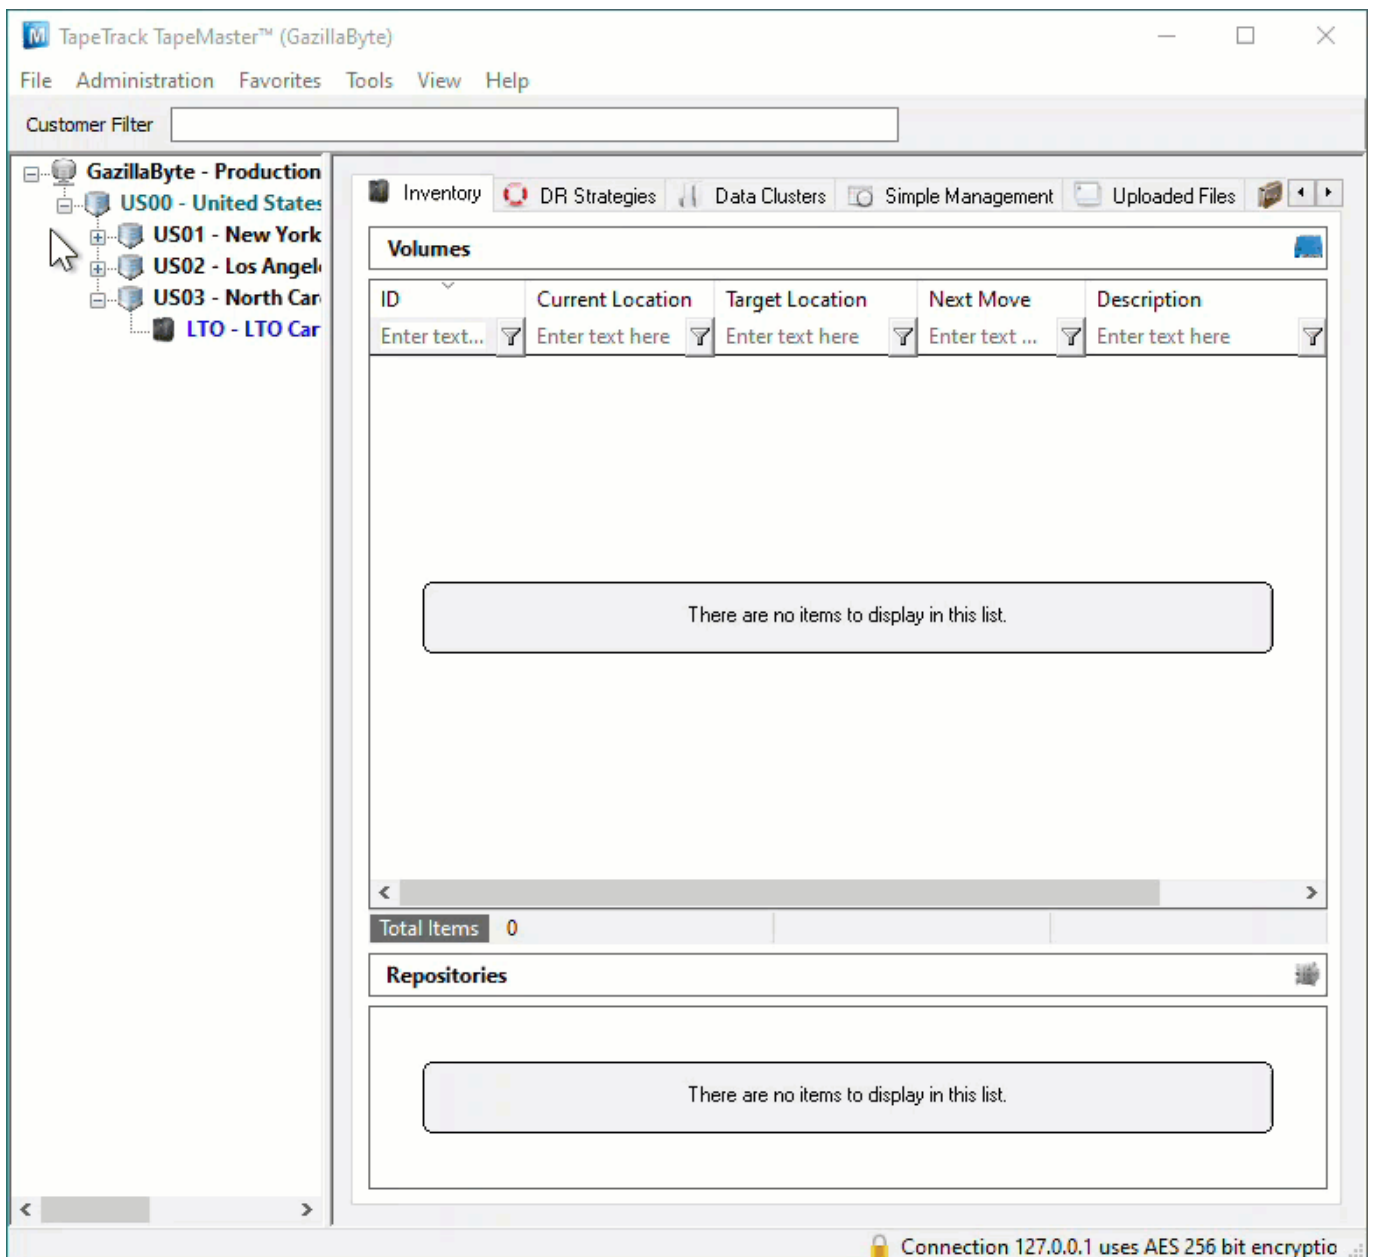 TapeTrack TapeMaster™ (GazillaByte)
File Administration Favorites Tools View Help
Customer Filter
GazillaByte - Production
US00 - United States
US01 - New York
US02 - Los Angel
US03 - North Car
LTO - LTO Car
Inventory DR Strategies Data Clusters Simple Management Uploaded Files
Volumes
ID Current Location Target Location Next Move Description
Enter text... Enter text here Enter text here Enter text ... Enter text here
There are no items to display in this list.
Total Items 0
Repositories
There are no items to display in this list.
Connection 127.0.0.1 uses AES 256 bit encryptio